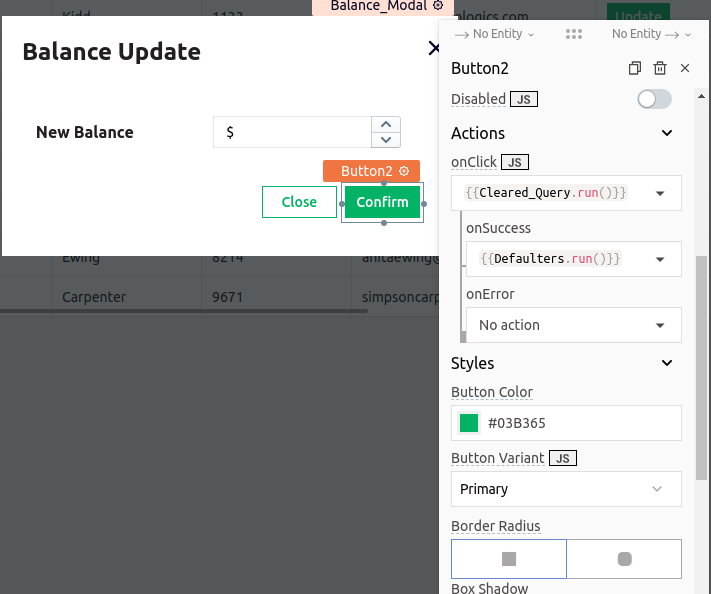 Balance_Modal
Kidd 1133 ologics.com Update
No Entity No Entity
Balance Update
Button2
Disabled JS
Actions
New Balance $
onClick JS
Button2
{{Cleared_Query.run()}}
Close Confirm
onSuccess
Ewing 8214 anitaewing@
{{Defaulters.run()}}
Carpenter 9671 simpsoncarp
onError
No action
Styles
Button Color
#03B365
Button Variant JS
Primary
Border Radius
Box Shadow